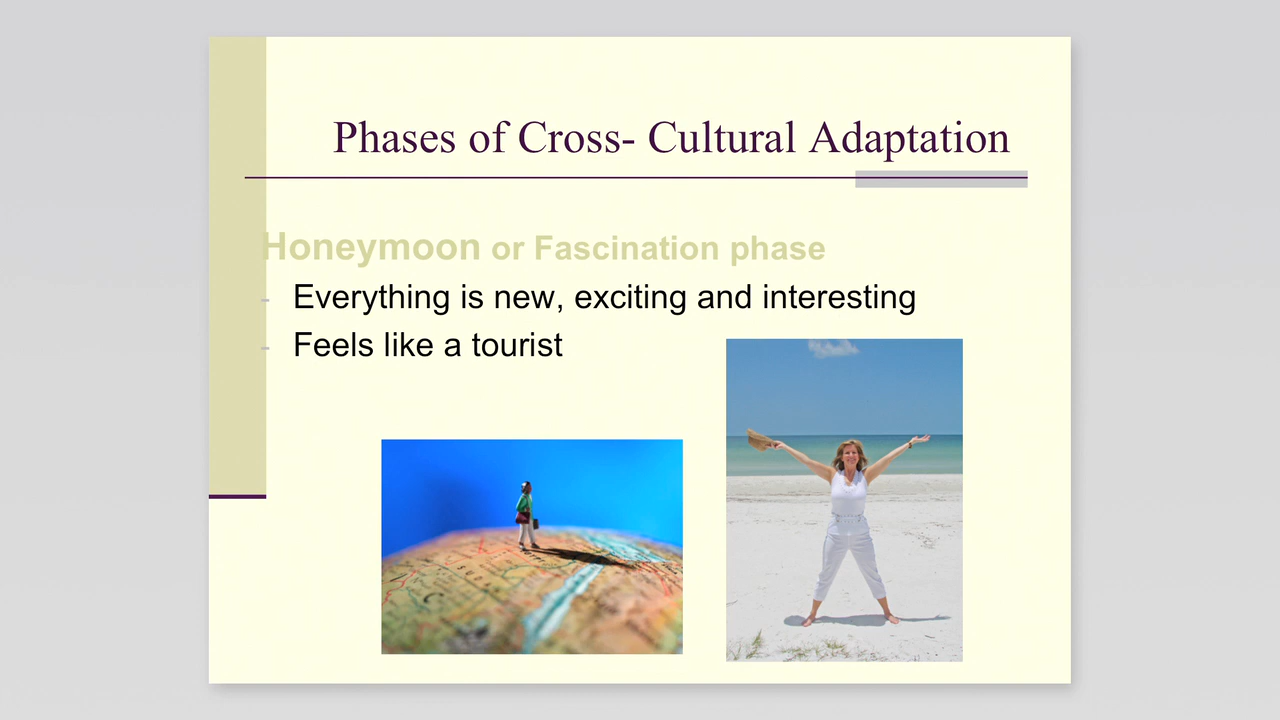 Phases of Cross- Cultural Adaptation
Honeymoon or Fascination phase
- Everything is new, exciting and interesting
- Feels like a tourist